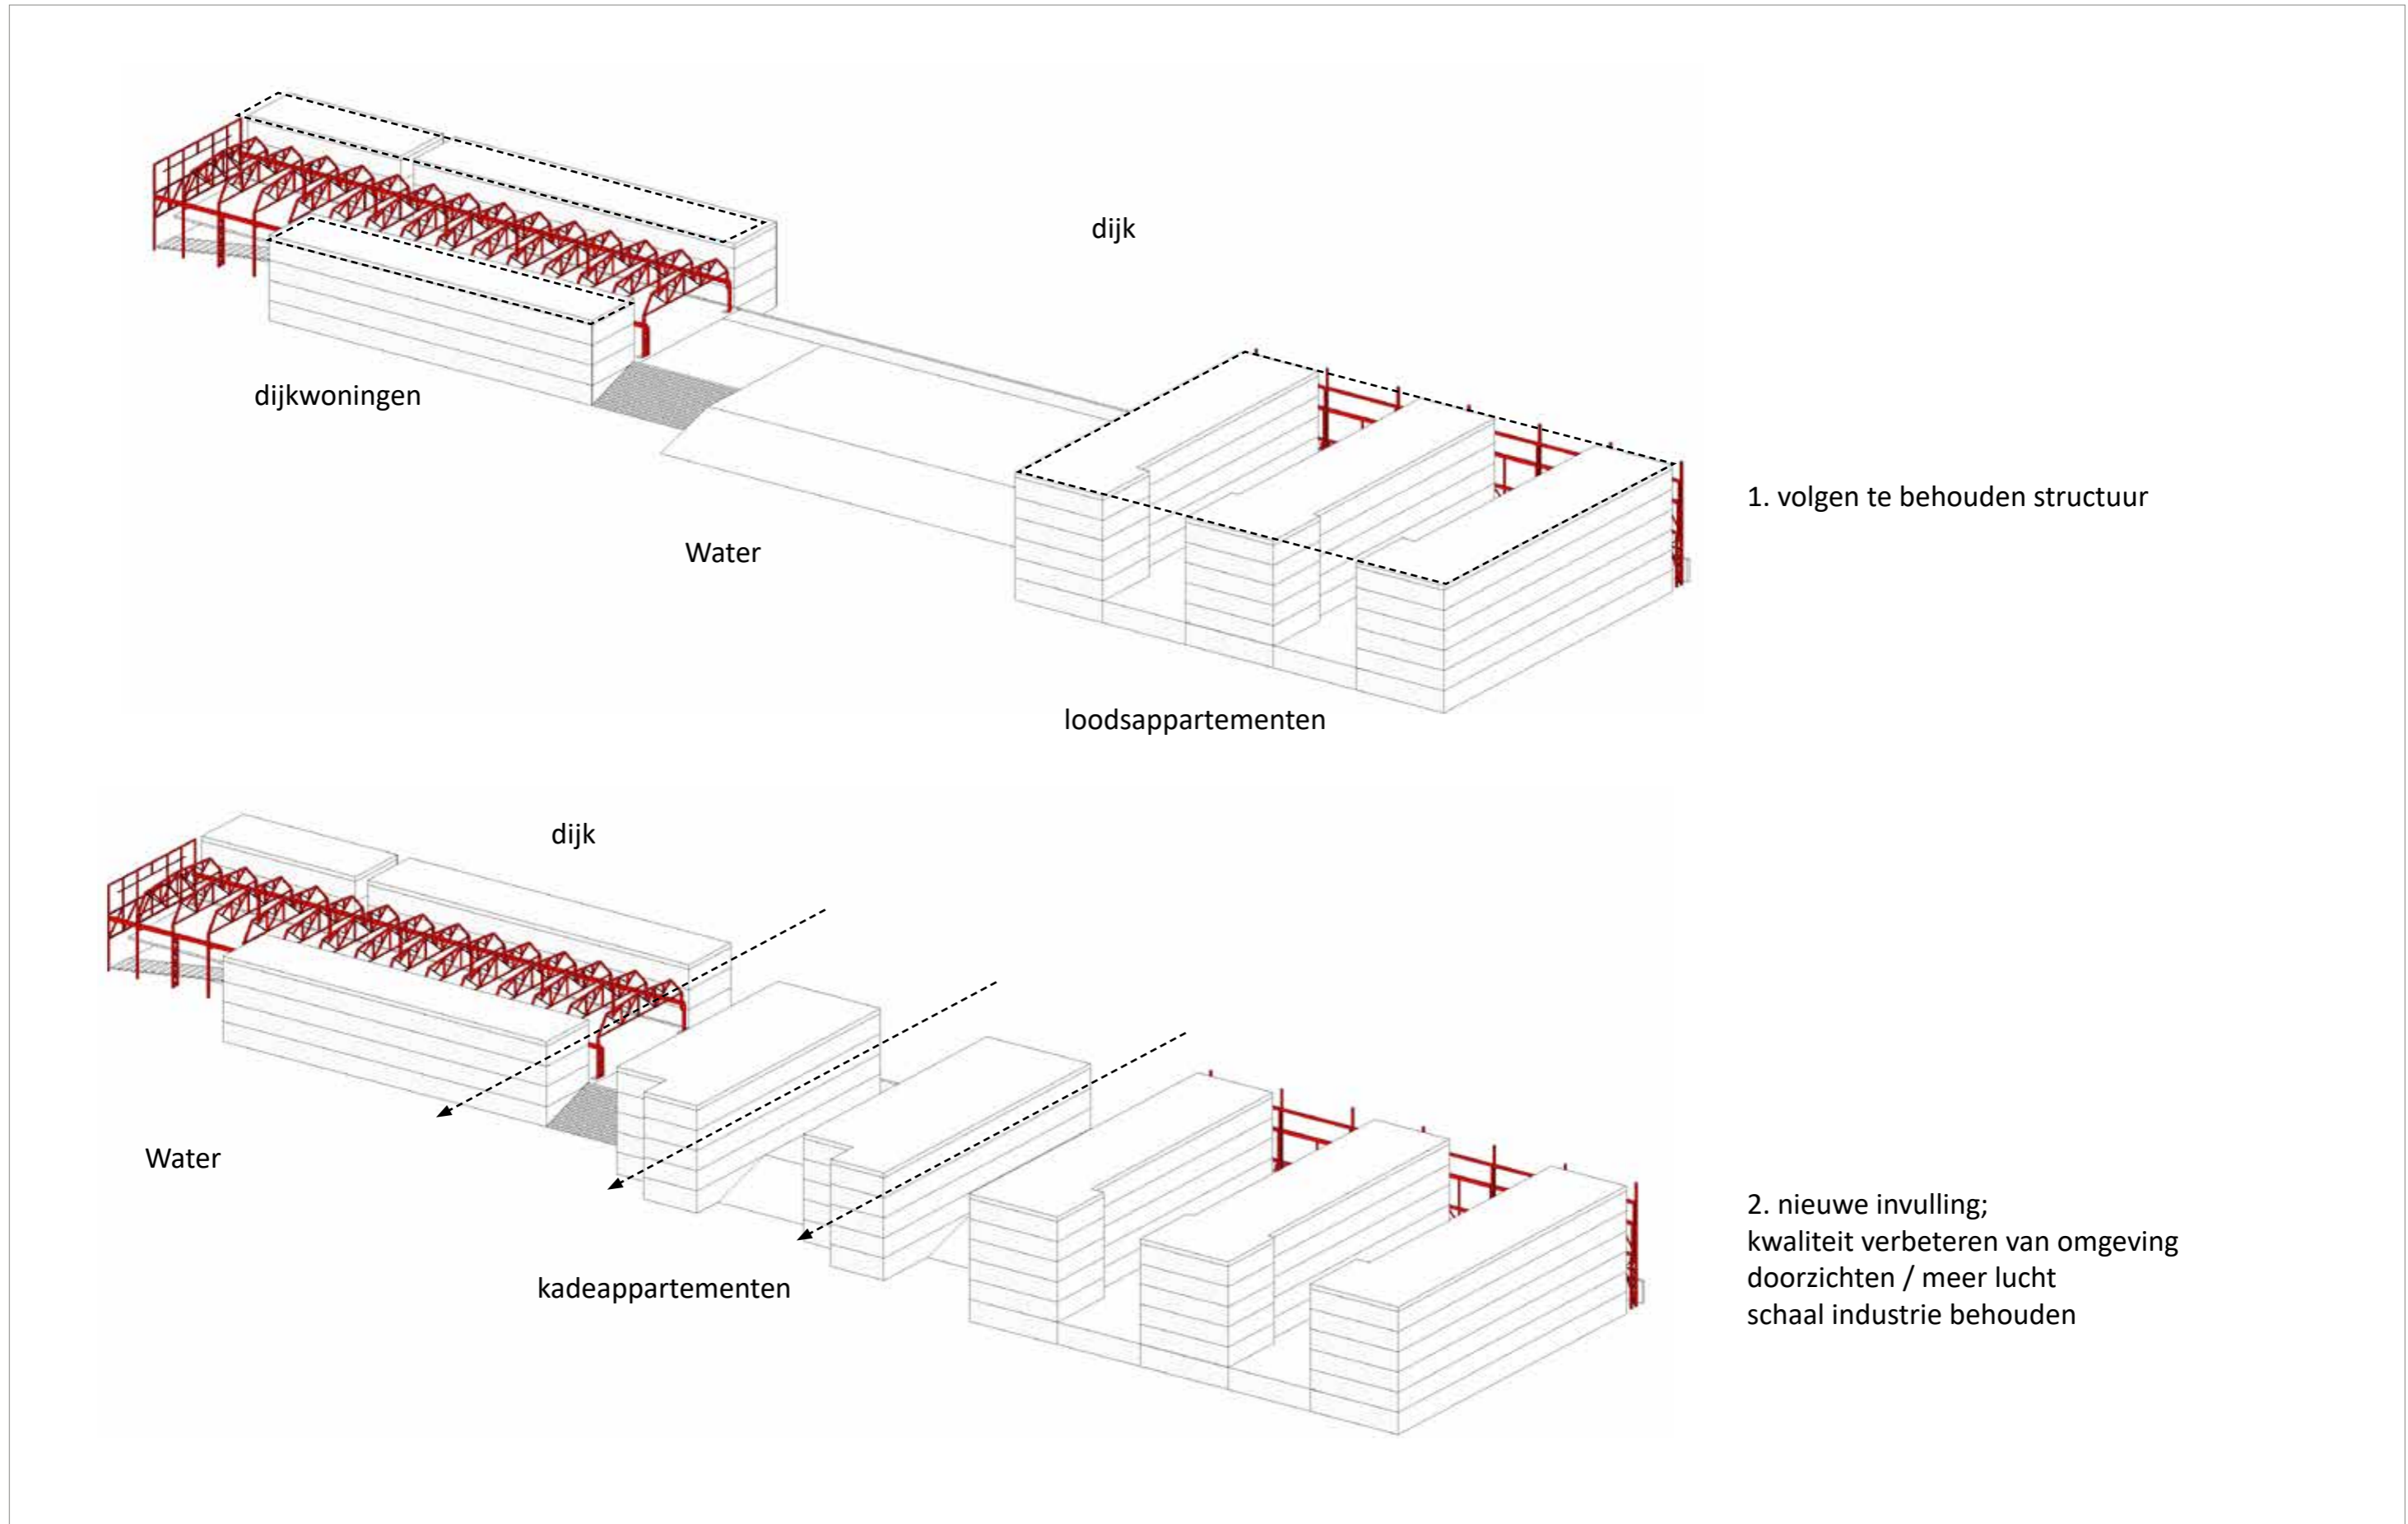 dijk
dijkwoningen
1. volgen te behouden structuur
Water
loodsappartementen
dijk
Water
kadeappartementen
2. nieuwe invulling;
kwaliteit verbeteren van omgeving
doorzichten / meer lucht
schaal industrie behouden